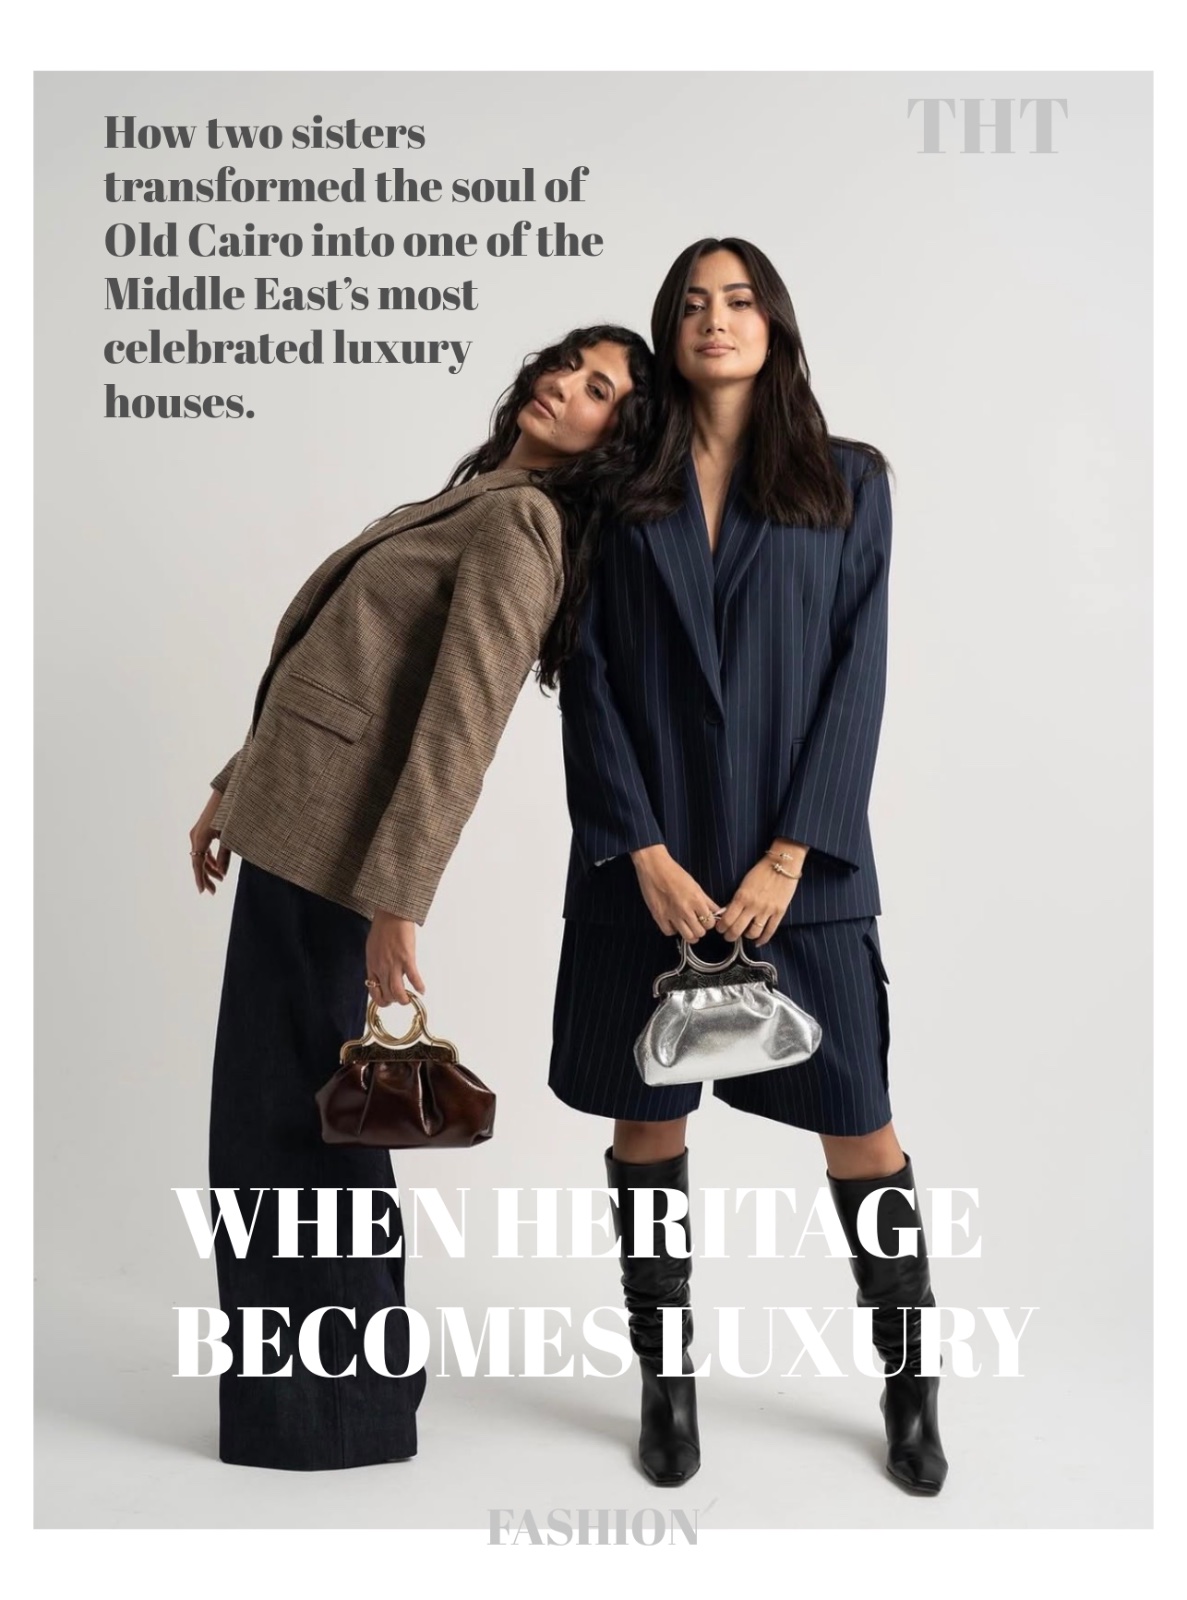 How two sisters
transformed the soul of
Old Cairo into one of the
Middle East’s most
celebrated luxury
houses.
THT
WHEN HERITAGE
BECOMES LUXURY
FASHION